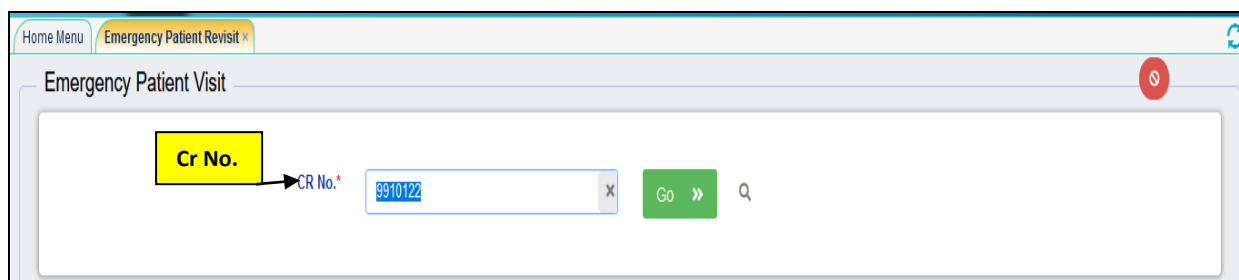 Home Menu
Emergency Patient Revisit ×
Emergency Patient Visit
Cr No.
CR No.*
9910122
×
Go »